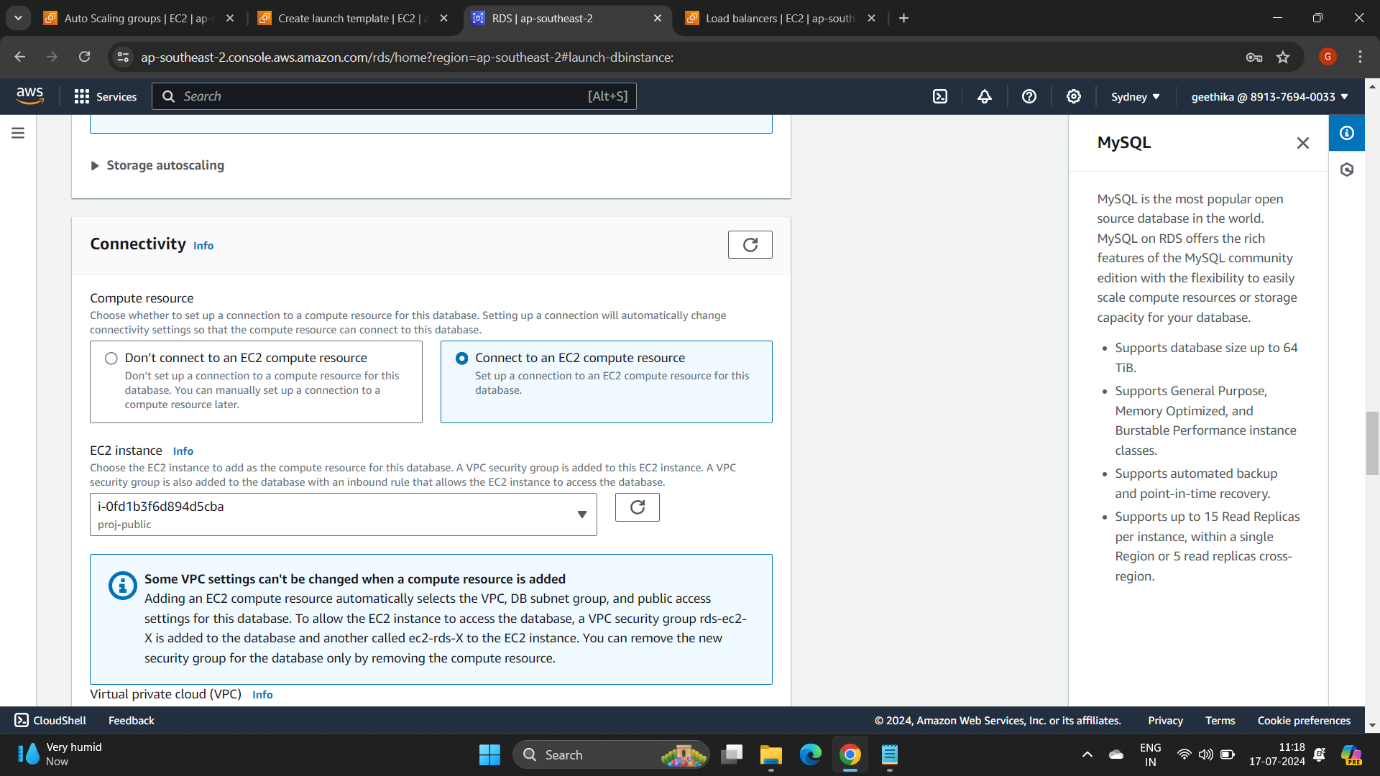 Auto Scaling groups | EC2 | ap-
Create launch template | EC2 |
RDS | ap-southeast-2
Load balancers | EC2 | ap-south
ap-southeast-2.console.aws.amazon.com/rds/home?region=ap-southeast-2#launch-dbinstance:
G
aws
Services
Search
[Alt+S]
Sydney
geethika @ 8913-7694-0033
Storage autoscaling
Connectivity Info
Compute resource
Choose whether to set up a connection to a compute resource for this database. Setting up a connection will automatically change
connectivity settings so that the compute resource can connect to this database.
Don't connect to an EC2 compute resource
Don't set up a connection to a compute resource for this
database. You can manually set up a connection to a
compute resource later.
Connect to an EC2 compute resource
Set up a connection to an EC2 compute resource for this
database.
EC2 instance Info
Choose the EC2 instance to add as the compute resource for this database. A VPC security group is added to this EC2 instance. A VPC
security group is also added to the database with an inbound rule that allows the EC2 instance to access the database.
i-0fd1b3f6d894d5cba
proj-public
Some VPC settings can't be changed when a compute resource is added
Adding an EC2 compute resource automatically selects the VPC, DB subnet group, and public access
settings for this database. To allow the EC2 instance to access the database, a VPC security group rds-ec2-
X is added to the database and another called ec2-rds-X to the EC2 instance. You can remove the new
security group for the database only by removing the compute resource.
Virtual private cloud (VPC) Info
MySQL
MySQL is the most popular open
source database in the world.
MySQL on RDS offers the rich
features of the MySQL community
edition with the flexibility to easily
scale compute resources or storage
capacity for your database.
• Supports database size up to 64
TiB.
• Supports General Purpose,
Memory Optimized, and
Burstable Performance instance
classes.
• Supports automated backup
and point-in-time recovery.
• Supports up to 15 Read Replicas
per instance, within a single
Region or 5 read replicas cross-
region.
CloudShell
Feedback
© 2024, Amazon Web Services, Inc. or its affiliates.
Privacy
Terms
Cookie preferences
Very humid
Now
Search
ENG
IN
11:18
17-07-2024
PRE